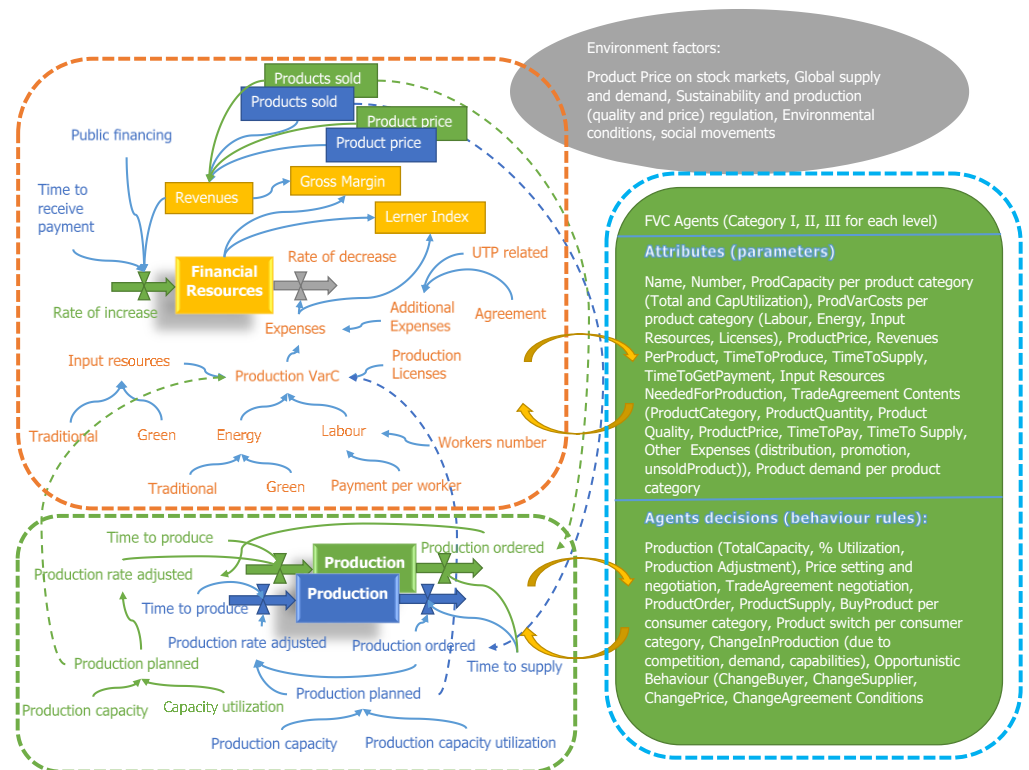 Environment factors:
Product Price on stock markets, Global supply
and demand, Sustainability and production
(quality and price) regulation, Environmental
conditions, social movements
Products sold
Products sold
Product price
Product price
Public financing
Gross Margin
Revenues
Time to
receive
payment
Lerner Index
Financial
Resources
Rate of decrease
UTP related
Rate of increase
Additional
Expenses
Agreement
Expenses
Input resources
Production
Licenses
Production VarC
Traditional
Green
Energy
Labour
Workers number
Traditional
Green
Payment per worker
Time to produce
Production ordered
Production
Production rate adjusted
Production
Time to produce
Production rate adjusted
Production ordered
Time to supply
Production planned
Production planned
Production capacity
Capacity utilization
Production capacity
Production capacity utilization
FVC Agents (Category I, II, III for each level)
Attributes (parameters)
Name, Number, ProdCapacity per product category
(Total and CapUtilization), ProdVarCosts per
product category (Labour, Energy, Input
Resources, Licenses), ProductPrice, Revenues
PerProduct, TimeToProduce, TimeToSupply,
TimeToGetPayment, Input Resources
NeededForProduction, TradeAgreement Contents
(ProductCategory, ProductQuantity, Product
Quality, ProductPrice, TimeToPay, TimeTo Supply,
Other Expenses (distribution, promotion,
unsoldProduct)), Product demand per product
category
Agents decisions (behaviour rules):
Production (TotalCapacity, % Utilization,
Production Adjustment), Price setting and
negotiation, TradeAgreement negotiation,
ProductOrder, ProductSupply, BuyProduct per
consumer category, Product switch per consumer
category, ChangeInProduction (due to
competition, demand, capabilities), Opportunistic
Behaviour (ChangeBuyer, ChangeSupplier,
ChangePrice, ChangeAgreement Conditions